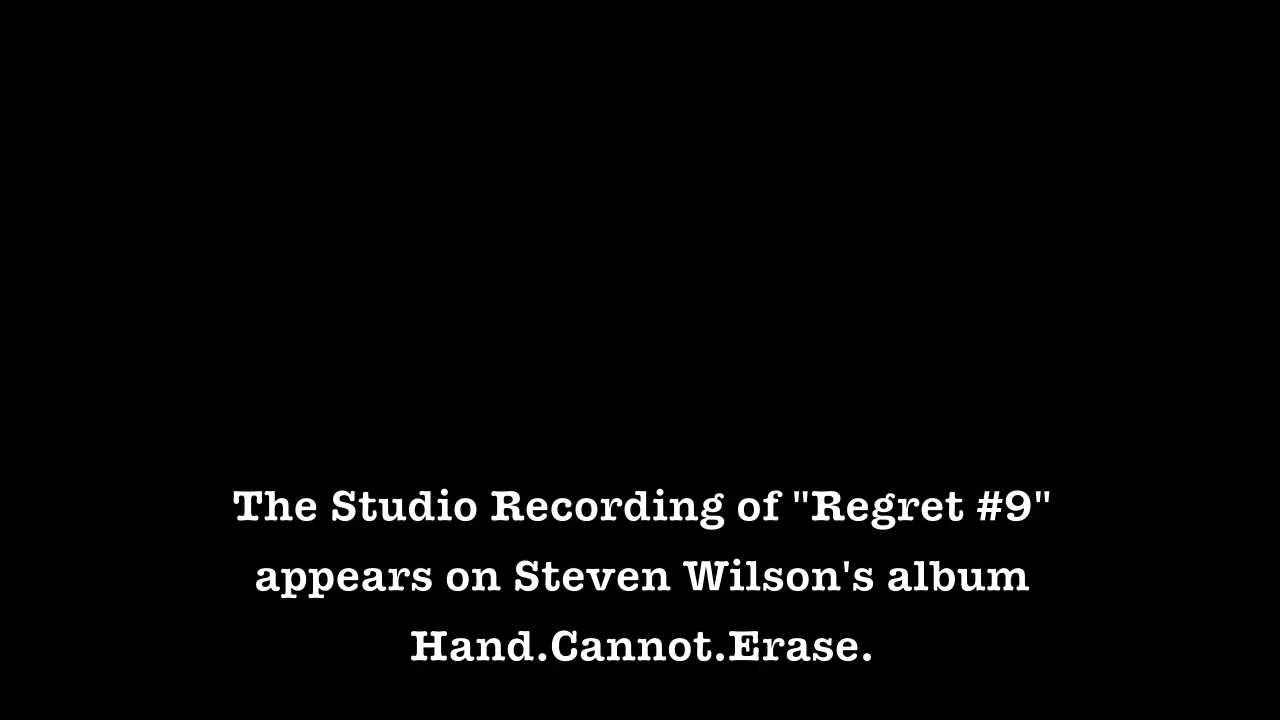 The Studio Recording of "Regret #9"
appears on Steven Wilson's album
Hand.Cannot.Erase.